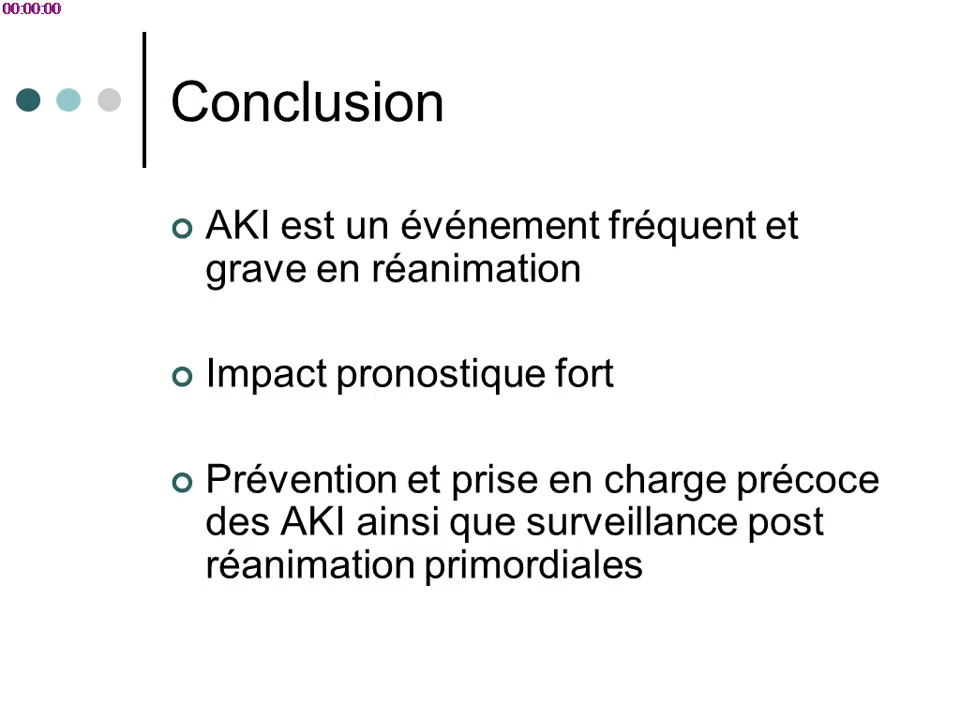 00:00:00
Conclusion
AKI est un événement fréquent et
grave en réanimation
Impact pronostique fort
Prévention et prise en charge précoce
des AKI ainsi que surveillance post
réanimation primordiales